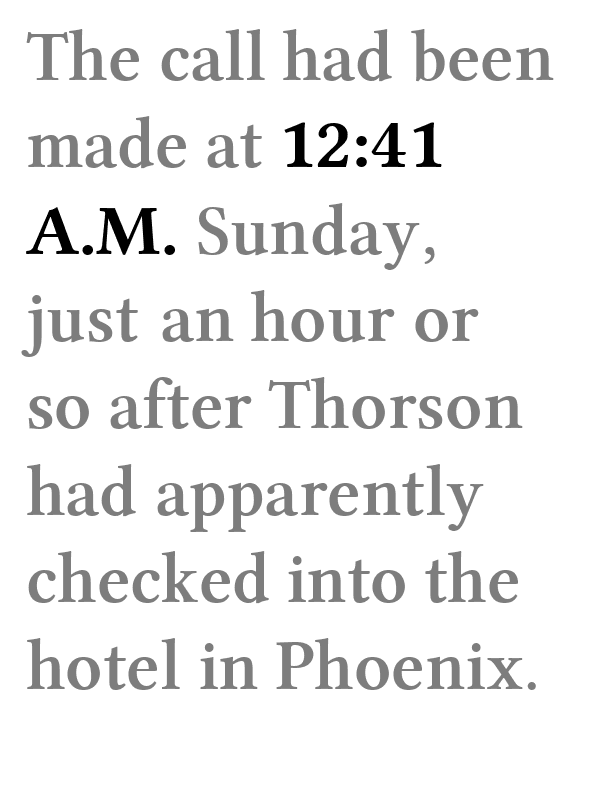 The call had been
made at 12:41
A.M. Sunday,
just an hour or
so after Thorson
had apparently
checked into the
hotel in Phoenix.